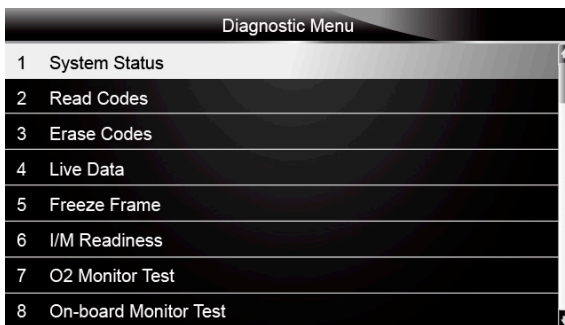 Diagnostic Menu
1 System Status
2 Read Codes
3 Erase Codes
4 Live Data
5 Freeze Frame
6 I/M Readiness
7 O2 Monitor Test
8 On-board Monitor Test